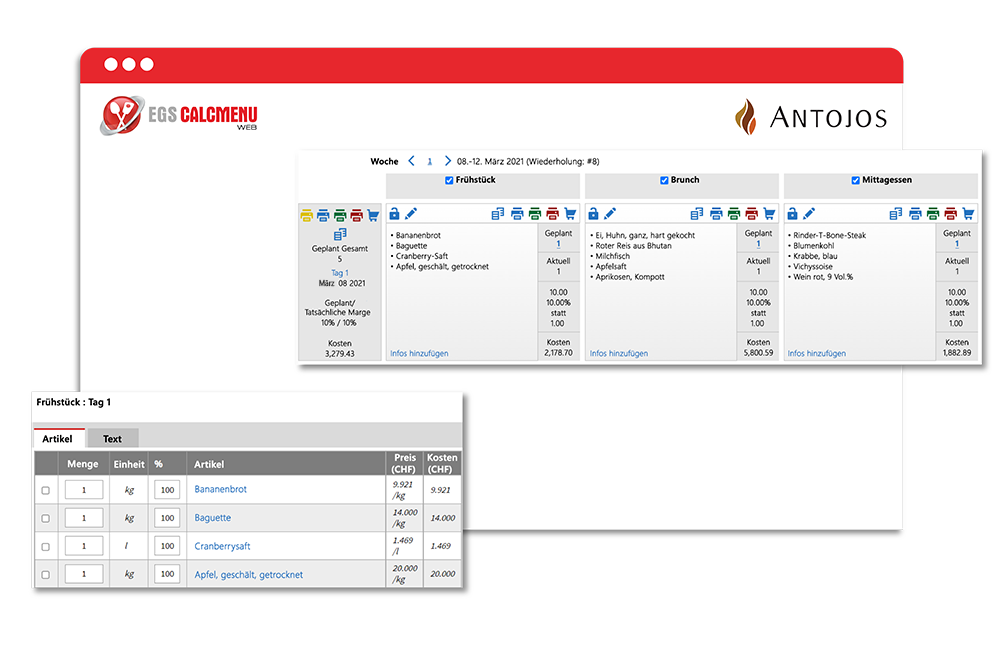 EGS CALCMENU
WEB
ANTOJOS
Woche 1 08.-12. März 2021 (Wiederholung: #8)
Frühstück
Brunch
Mittagessen
Geplant Gesamt
5
Tag 1
März 08 2021
Geplant/
Tatsächliche Marge
10% / 10%
Kosten
3,279.43
• Bananenbrot
• Baguette
• Cranberry-Saft
• Apfel, geschält, getrocknet
Infos hinzufügen
Geplant
1
Aktuell
1
10.00
10.00%
statt
1.00
Kosten
2,178.70
• Ei, Huhn, ganz, hart gekocht
• Roter Reis aus Bhutan
• Milchfisch
• Apfelsaft
• Aprikosen, Kompott
Infos hinzufügen
Geplant
1
Aktuell
1
10.00
10.00%
statt
1.00
Kosten
5,800.59
• Rinder-T-Bone-Steak
• Blumenkohl
• Krabbe, blau
• Vichyssoise
• Wein rot, 9 Vol.%
Infos hinzufügen
Geplant
1
Aktuell
1
10.00
10.00%
statt
1.00
Kosten
1,882.89
Frühstück : Tag 1
Artikel Text
Menge Einheit % Artikel Preis (CHF) Kosten (CHF)
1 kg 100 Bananenbrot 9.921 /kg 9.921
1 kg 100 Baguette 14.000 /kg 14.000
1 l 100 Cranberrysaft 1.469 /l 1.469
1 kg 100 Apfel, geschält, getrocknet 20.000 /kg 20.000